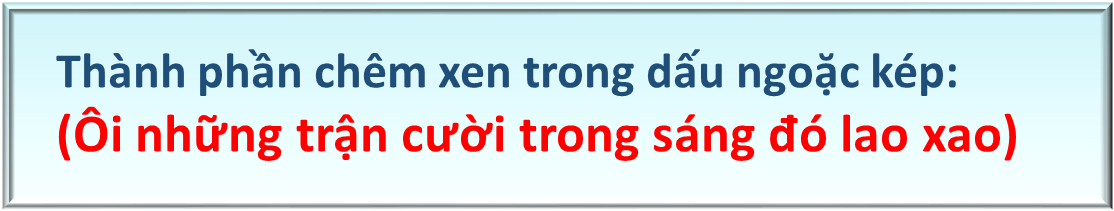 Thành phần chêm xen trong dấu ngoặc kép:
(Ôi những trận cười trong sáng đó lao xao)